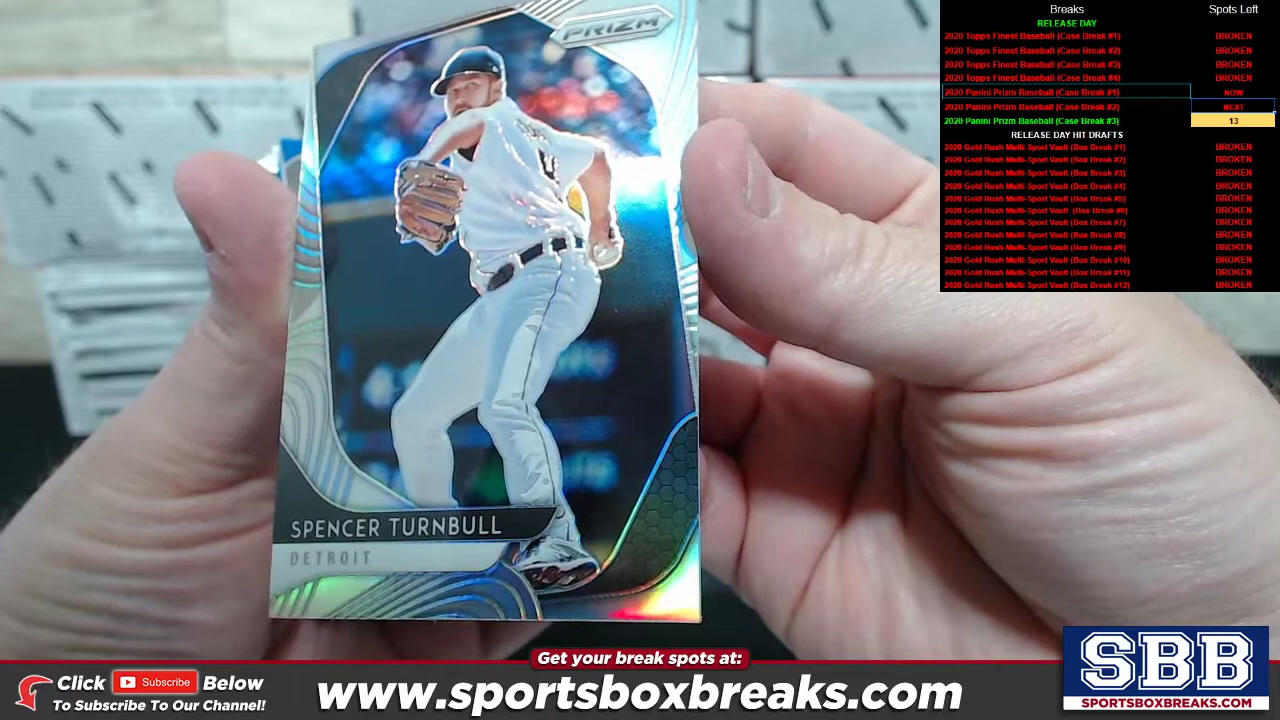 PRIZM
SPENCER TURNBULL
DETROIT
Breaks Spots Left
RELEASE DAY
2020 Topps Finest Baseball (Case Break #1) BROKEN
2020 Topps Finest Baseball (Case Break #2) BROKEN
2020 Topps Finest Baseball (Case Break #3) BROKEN
2020 Topps Finest Baseball (Case Break #4) BROKEN
2020 Panini Prizm Baseball (Case Break #1) NOW
2020 Panini Prizm Baseball (Case Break #2) NEXT
2020 Panini Prizm Baseball (Case Break #3) 13
RELEASE DAY HIT DRAFTS
2020 Gold Rush Multi-Sport Vault (Box Break #1) BROKEN
2020 Gold Rush Multi-Sport Vault (Box Break #2) BROKEN
2020 Gold Rush Multi-Sport Vault (Box Break #3) BROKEN
2020 Gold Rush Multi-Sport Vault (Box Break #4) BROKEN
2020 Gold Rush Multi-Sport Vault (Box Break #5) BROKEN
2020 Gold Rush Multi-Sport Vault (Box Break #6) BROKEN
2020 Gold Rush Multi-Sport Vault (Box Break #7) BROKEN
2020 Gold Rush Multi-Sport Vault (Box Break #8) BROKEN
2020 Gold Rush Multi-Sport Vault (Box Break #9) BROKEN
2020 Gold Rush Multi-Sport Vault (Box Break #10) BROKEN
2020 Gold Rush Multi-Sport Vault (Box Break #11) BROKEN
2020 Gold Rush Multi-Sport Vault (Box Break #12) BROKEN
Get your break spots at:
Click Subscribe Below
To Subscribe To Our Channel!
www.sportsboxbreaks.com
SBB
SPORTSBOXBREAKS.COM